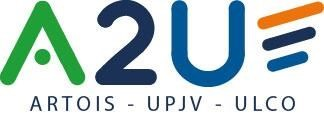 A2U
ARTOIS - UPJV - ULCO